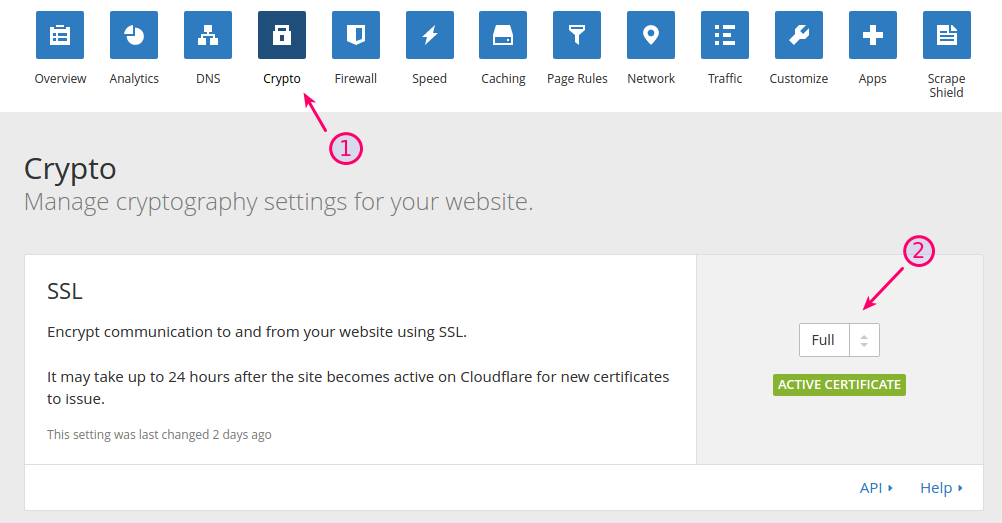 Overview Analytics DNS Crypto Firewall Speed Caching Page Rules Network Traffic Customize Apps Scrape
Shield
1
Crypto
Manage cryptography settings for your website.
2
SSL
Encrypt communication to and from your website using SSL.
Full
It may take up to 24 hours after the site becomes active on Cloudflare for new certificates
to issue.
ACTIVE CERTIFICATE
This setting was last changed 2 days ago
API Help